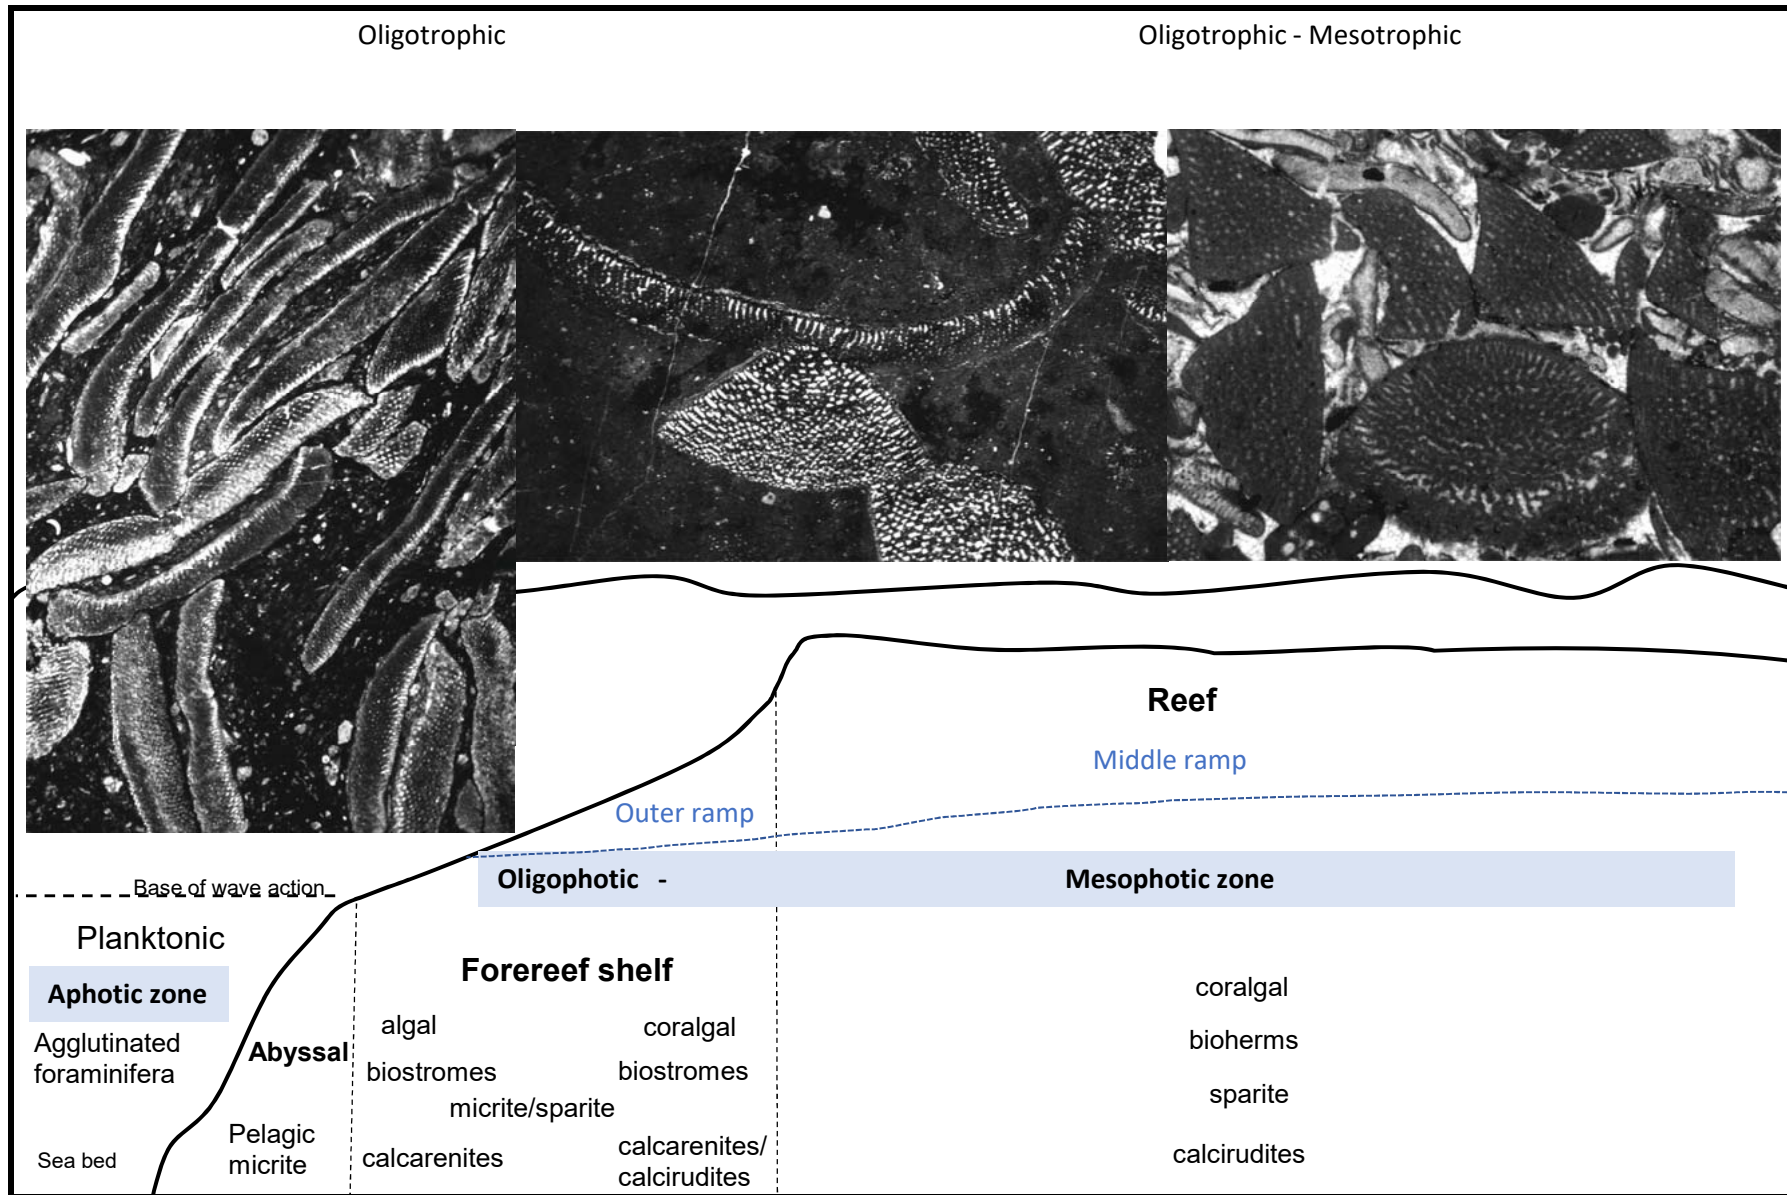 Oligotrophic
Oligotrophic - Mesotrophic
Reef
Middle ramp
Outer ramp
Oligophotic -
Mesophotic zone
Base of wave action
Planktonic
Aphotic zone
Agglutinated
foraminifera
Sea bed
Abyssal
Pelagic
micrite
Forereef shelf
algal
coralgal
biostromes
biostromes
micrite/sparite
calcarenites
calcarenites/
calcirudites
coralgal
bioherms
sparite
calcirudites